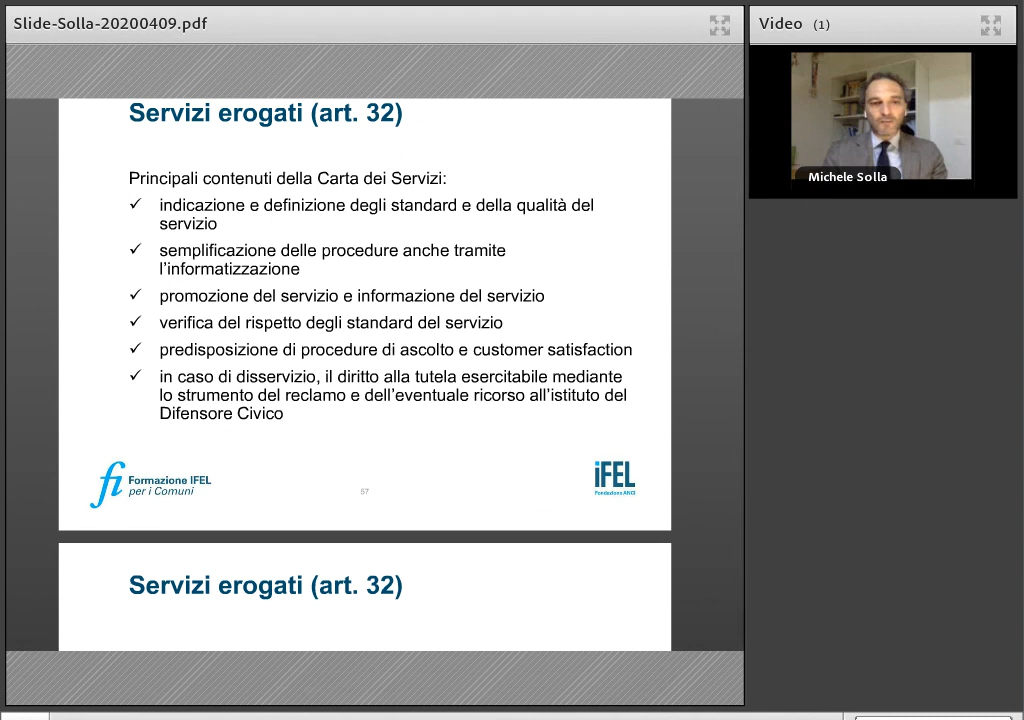 Slide-Solla-20200409.pdf
Video (1)
Michele Solla
Servizi erogati (art. 32)
Principali contenuti della Carta dei Servizi:
✓ indicazione e definizione degli standard e della qualità del
servizio
✓ semplificazione delle procedure anche tramite
l’informatizzazione
✓ promozione del servizio e informazione del servizio
✓ verifica del rispetto degli standard del servizio
✓ predisposizione di procedure di ascolto e customer satisfaction
✓ in caso di disservizio, il diritto alla tutela esercitabile mediante
lo strumento del reclamo e dell’eventuale ricorso all’istituto del
Difensore Civico
fi Formazione IFEL
per i Comuni
57
iFEL
Fondazione ANCI
Servizi erogati (art. 32)